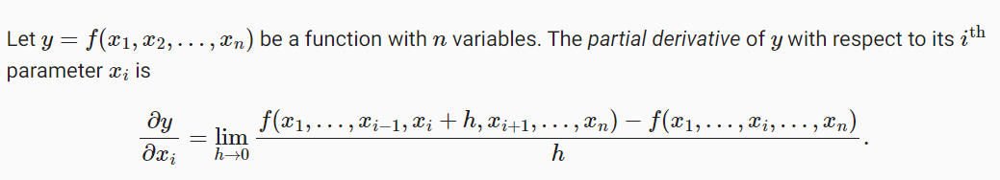 Let $y = f(x_1, x_2, \ldots, x_n)$ be a function with $n$ variables. The partial derivative of $y$ with respect to its $i^{\mathrm{th}}$
parameter $x_i$ is
$$\frac{\partial y}{\partial x_i} = \lim_{h \to 0} \frac{f(x_1, \ldots, x_{i-1}, x_i + h, x_{i+1}, \ldots, x_n) - f(x_1, \ldots, x_i, \ldots, x_n)}{h}.$$